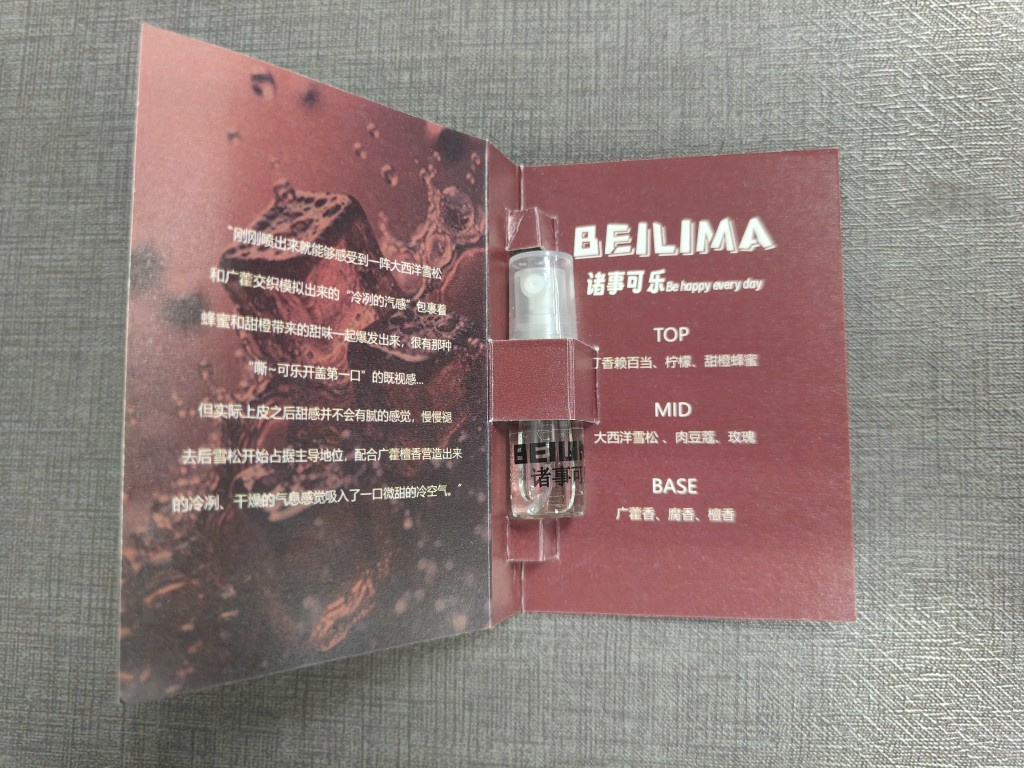 “刚刚喷出来就能够感受到一阵大西洋雪松
和广藿交织模拟出来的“冷冽的汽感”包裹着
蜂蜜和甜橙带来的甜味一起爆发出来，很有那种
“嘶~可乐开盖第一口”的既视感...
但实际上皮之后甜感并不会有腻的感觉，慢慢褪
去后雪松开始占据主导地位，配合广藿檀香营造出来
的冷冽、干燥的气息感觉吸入了一口微甜的冷空气。”
BEILIMA
诸事可乐 Be happy every day
TOP
丁香赖百当、柠檬、甜橙蜂蜜
MID
大西洋雪松、肉豆蔻、玫瑰
BASE
广藿香、腐香、檀香
BEILI
诸事可